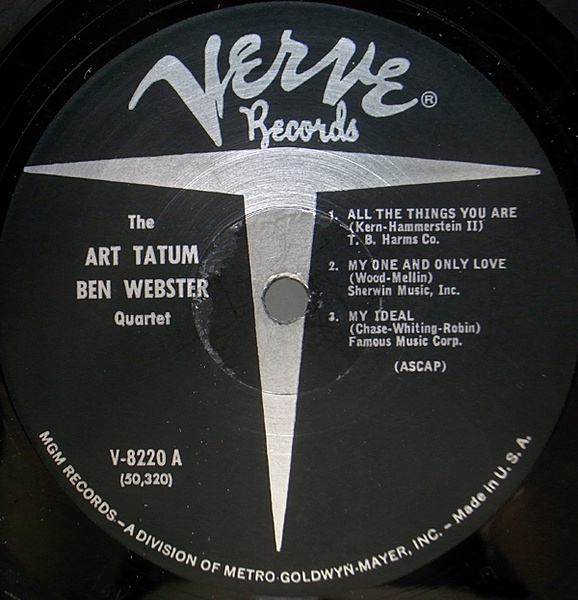 VERVE®
Records
The
ART TATUM
BEN WEBSTER
Quartet
1. ALL THE THINGS YOU ARE
(Kern-Hammerstein II)
T. B. Harms Co.
2. MY ONE AND ONLY LOVE
(Wood-Mellin)
Sherwin Music, Inc.
3. MY IDEAL
(Chase-Whiting-Robin)
Famous Music Corp.
(ASCAP)
V-8220 A
(50,320)
MGM RECORDS – A DIVISION OF METRO-GOLDWYN-MAYER, INC. – Made in U. S. A.